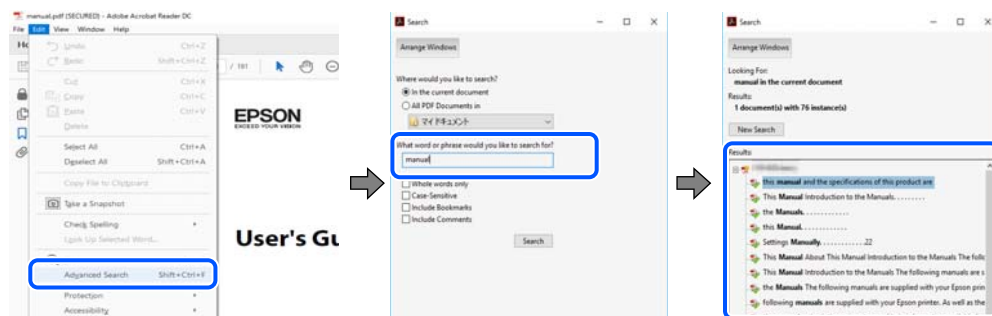 manual.pdf (SECURED) - Adobe Acrobat Reader DC
File Edit View Window Help
Undo Ctrl+Z
Redo Shift+Ctrl+Z
Cut Ctrl+X
Copy Ctrl+C
Paste Ctrl+V
Delete
Select All Ctrl+A
Deselect All Shift+Ctrl+A
Copy File to Clipboard
Take a Snapshot
Check Spelling
Look Up Selected Word...
Advanced Search Shift+Ctrl+F
Protection
Accessibility
/ 191
EPSON
EXCEED YOUR VISION
User's Gu
Search
Arrange Windows
Where would you like to search?
In the current document
All PDF Documents in
マイ ドキュメント
What word or phrase would you like to search for?
manual
Whole words only
Case-Sensitive
Include Bookmarks
Include Comments
Search
Search
Arrange Windows
Looking For:
manual in the current document
Results:
1 document(s) with 76 instance(s)
New Search
Results:
this manual and the specifications of this product are
This Manual Introduction to the Manuals. . . . . . . . .
the Manuals. . . . . . . . . . . . .
this Manual. . . . . . . . . . . . .
Settings Manually. . . . . . . . . . . . .22
This Manual About This Manual Introduction to the Manuals The follo
This Manual Introduction to the Manuals The following manuals are s
the Manuals The following manuals are supplied with your Epson prin
following manuals are supplied with your Epson printer. As well as the